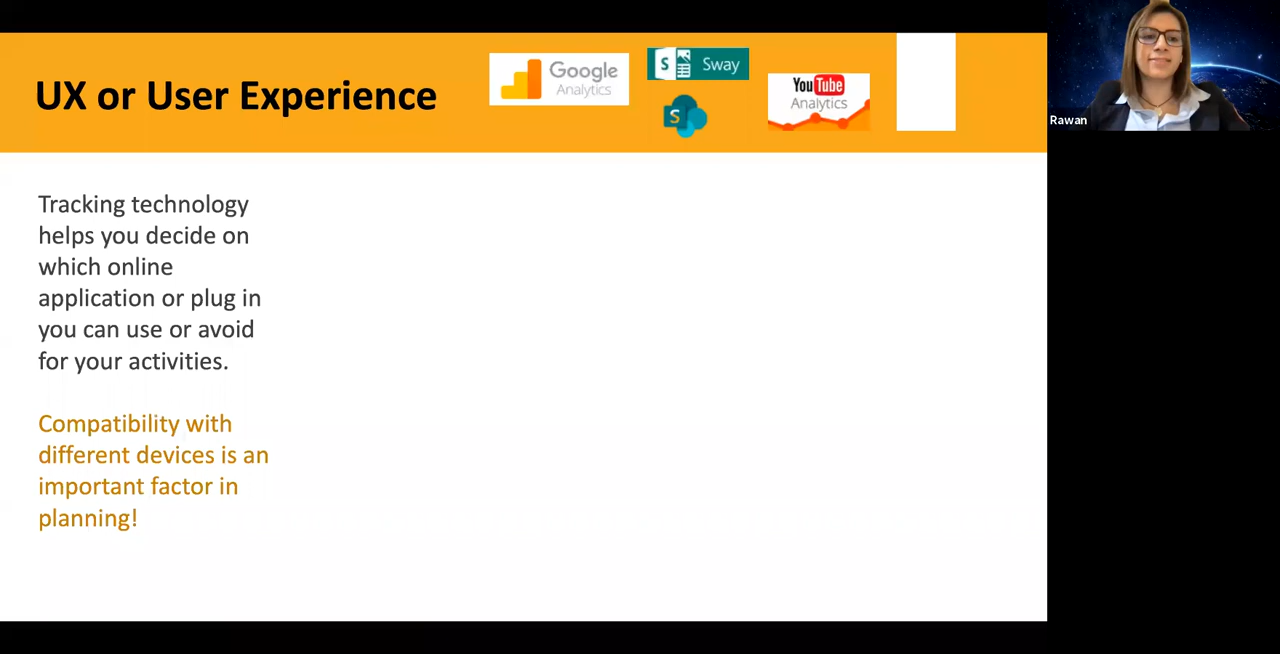 UX or User Experience
Google
Analytics
S Sway
S
YouTube
Analytics
Rawan
Tracking technology
helps you decide on
which online
application or plug in
you can use or avoid
for your activities.
Compatibility with
different devices is an
important factor in
planning!